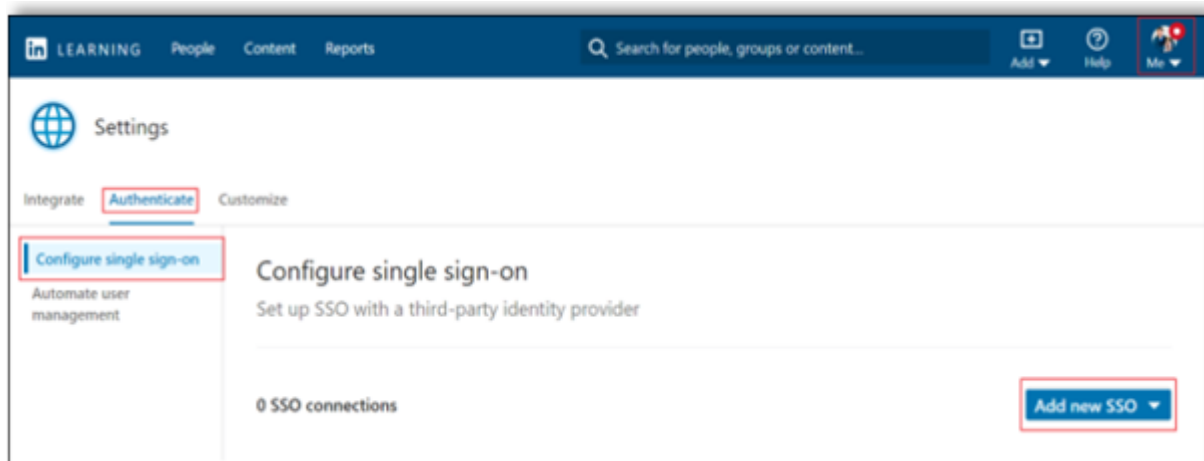 in LEARNING People Content Reports Search for people, groups or content... Add Help Me
Settings
Integrate Authenticate Customize
Configure single sign-on
Automate user
management
Configure single sign-on
Set up SSO with a third-party identity provider
0 SSO connections Add new SSO